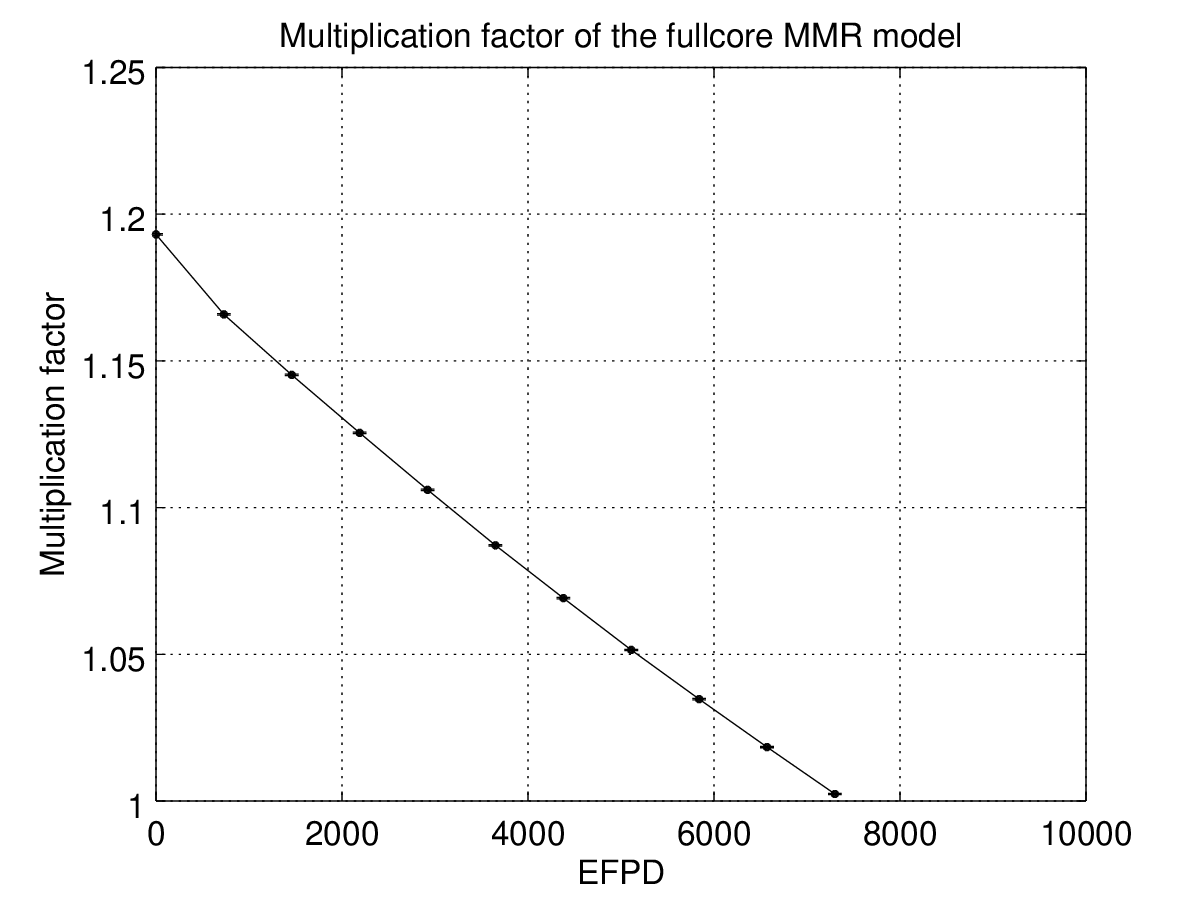 Multiplication factor of the fullcore MMR model
1.25
1.2
1.15
1.1
1.05
1
Multiplication factor
0 2000 4000 6000 8000 10000
EFPD